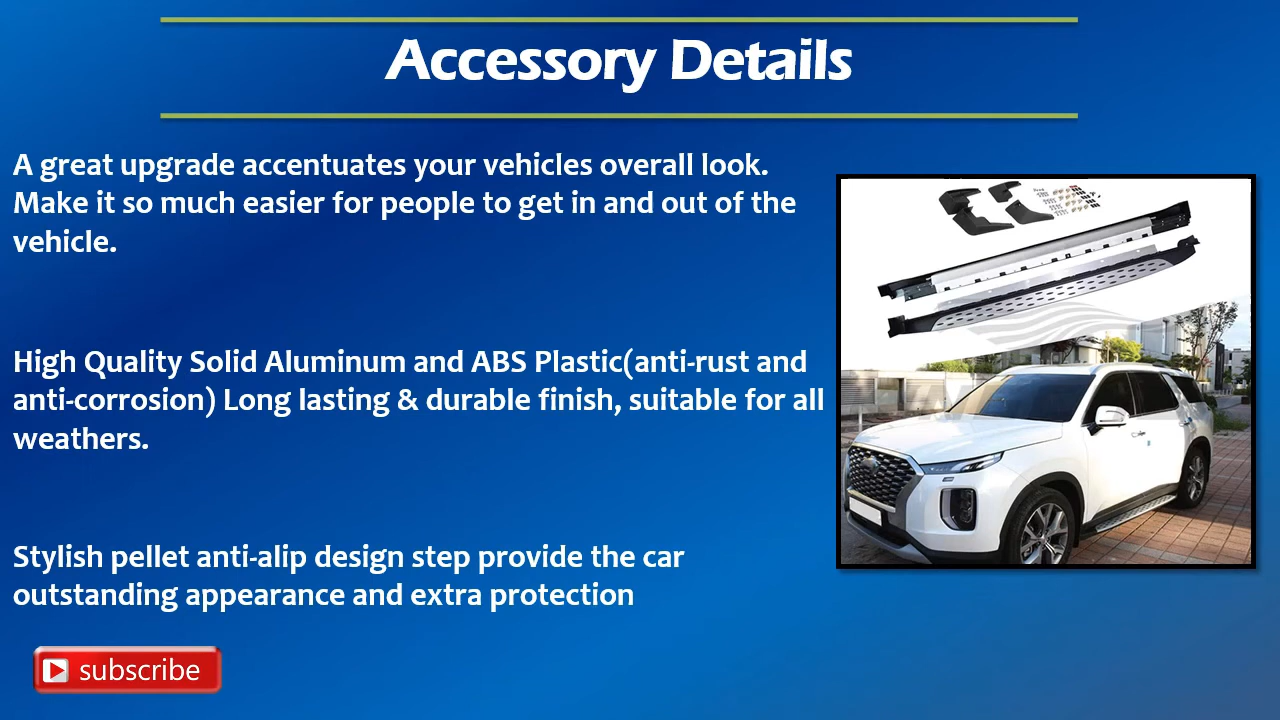 Accessory Details
A great upgrade accentuates your vehicles overall look.
Make it so much easier for people to get in and out of the
vehicle.
High Quality Solid Aluminum and ABS Plastic(anti-rust and
anti-corrosion) Long lasting & durable finish, suitable for all
weathers.
Stylish pellet anti-alip design step provide the car
outstanding appearance and extra protection
subscribe